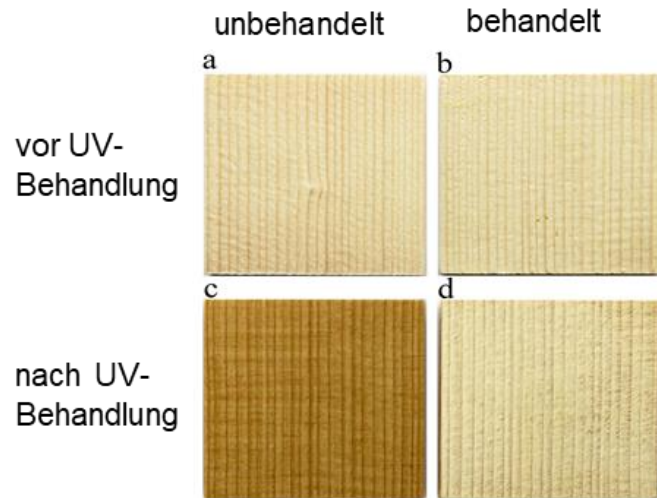 unbehandelt
behandelt
a
b
vor UV-
Behandlung
c
d
nach UV-
Behandlung